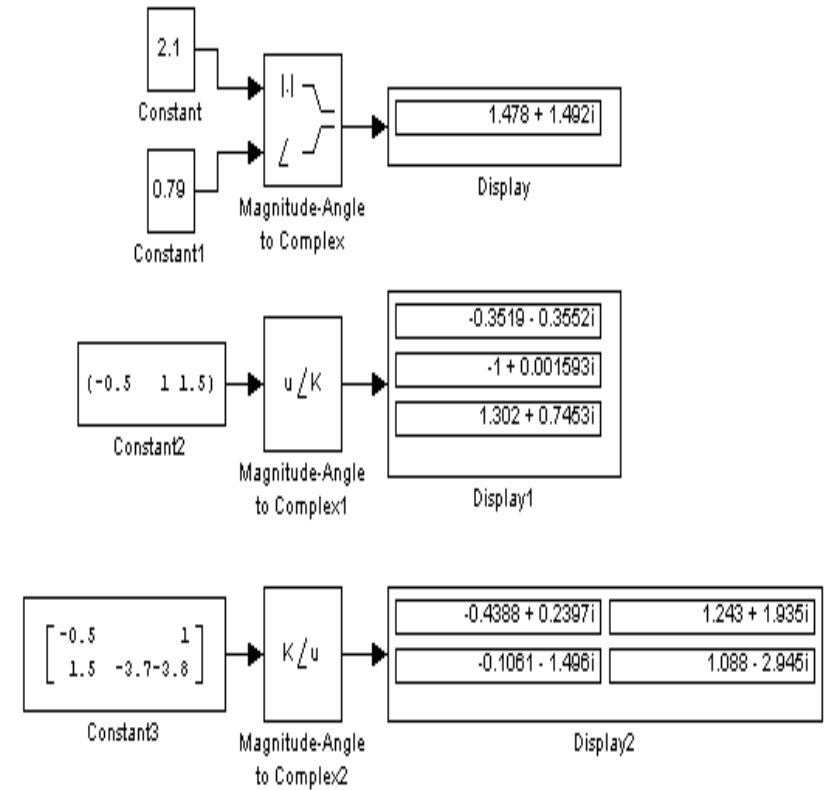 2.1
Constant
0.79
Constant1
|.|
∠
Magnitude-Angle
to Complex
1.478 + 1.492i
Display
(-0.5 1 1.5)
Constant2
u∠K
Magnitude-Angle
to Complex1
-0.3519 - 0.3552i
-1 + 0.001593i
1.302 + 0.7453i
Display1
-0.5 1
1.5 -3.7-3.8
Constant3
K∠u
Magnitude-Angle
to Complex2
-0.4388 + 0.2397i 1.243 + 1.935i
-0.1061 - 1.496i 1.088 - 2.945i
Display2